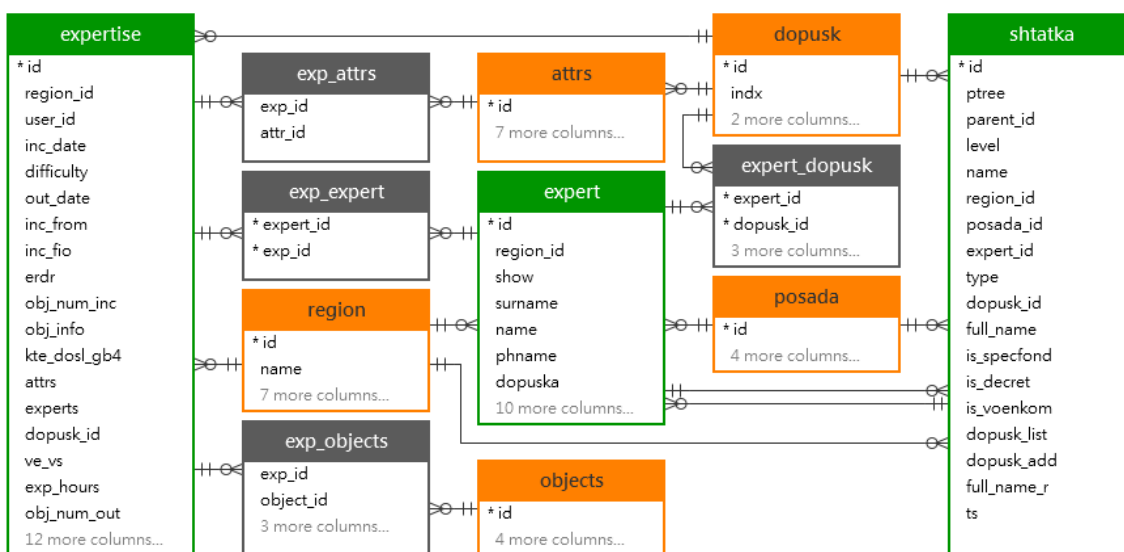 expertise
* id
region_id
user_id
inc_date
difficulty
out_date
inc_from
inc_fio
erdr
obj_num_inc
obj_info
kte_dosl_gb4
attrs
experts
dopusk_id
ve_vs
exp_hours
obj_num_out
12 more columns...
exp_attrs
exp_id
attr_id
exp_expert
* expert_id
* exp_id
region
* id
name
7 more columns...
exp_objects
exp_id
object_id
3 more columns...
attrs
* id
7 more columns...
expert
* id
region_id
show
surname
name
phname
dopuska
10 more columns...
objects
* id
4 more columns...
dopusk
* id
indx
2 more columns...
expert_dopusk
* expert_id
* dopusk_id
3 more columns...
posada
* id
4 more columns...
shtatka
* id
ptree
parent_id
level
name
region_id
posada_id
expert_id
type
dopusk_id
full_name
is_specfond
is_decret
is_voenkom
dopusk_list
dopusk_add
full_name_r
ts